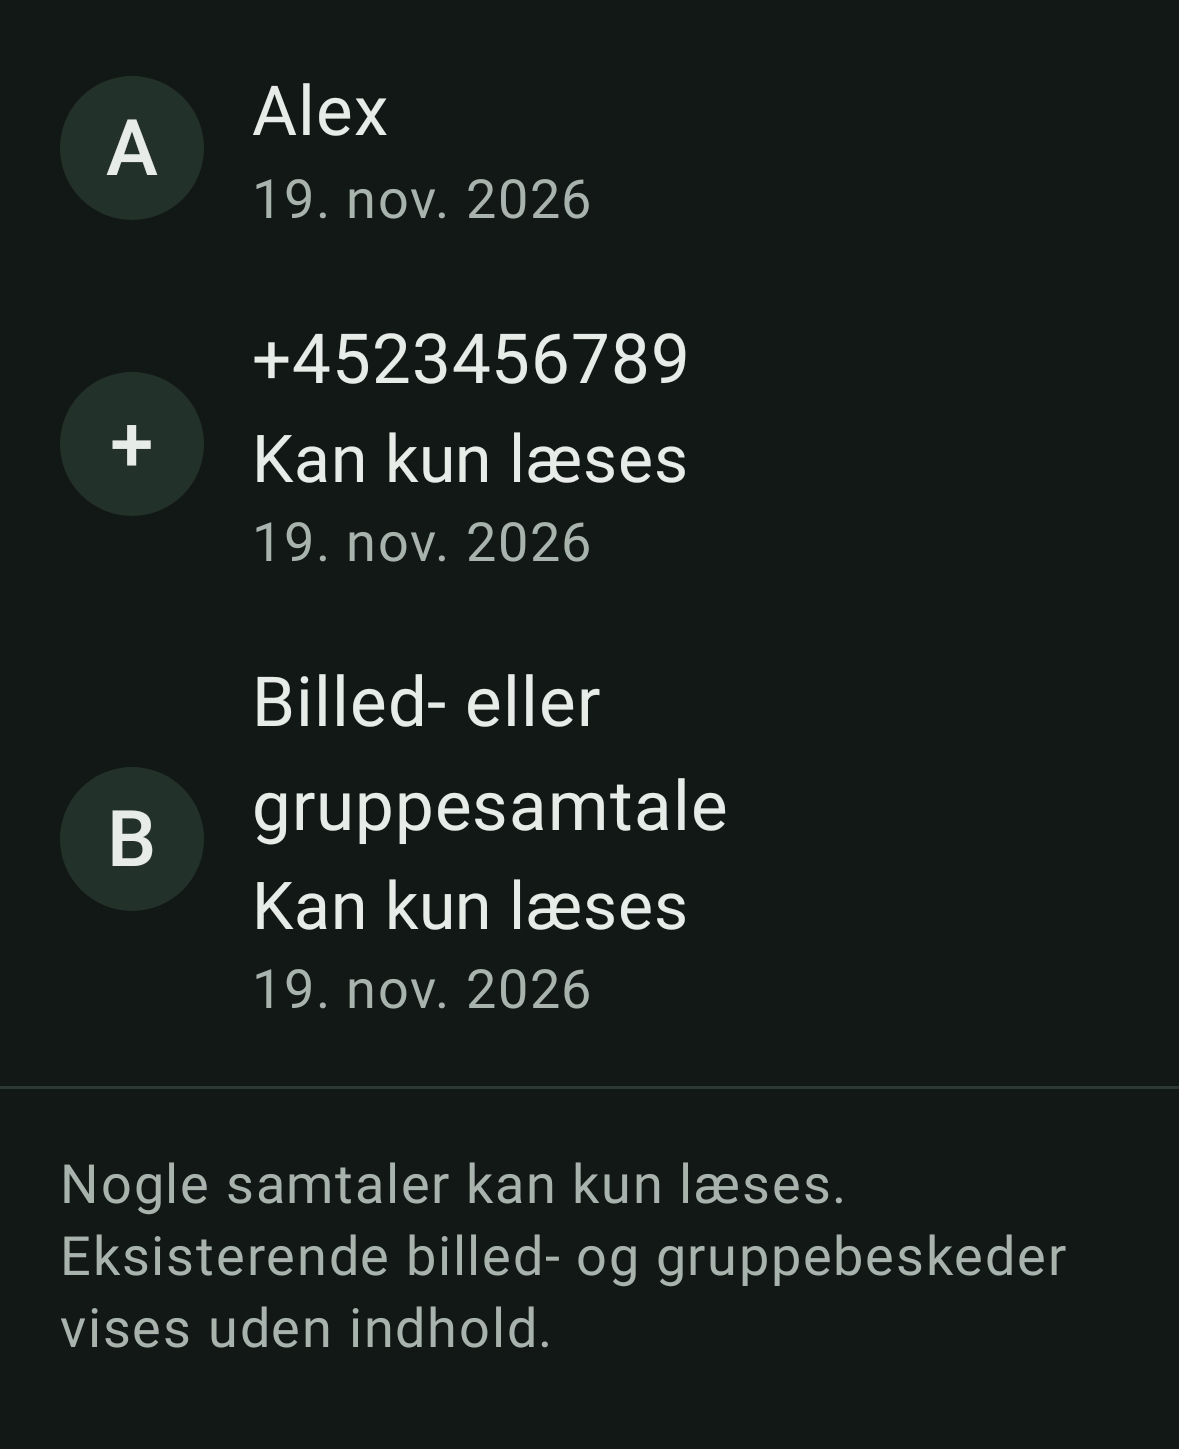 A
Alex
19. nov. 2026
+
+4523456789
Kan kun læses
19. nov. 2026
B
Billed- eller
gruppesamtale
Kan kun læses
19. nov. 2026
Nogle samtaler kan kun læses.
Eksisterende billed- og gruppebeskeder
vises uden indhold.